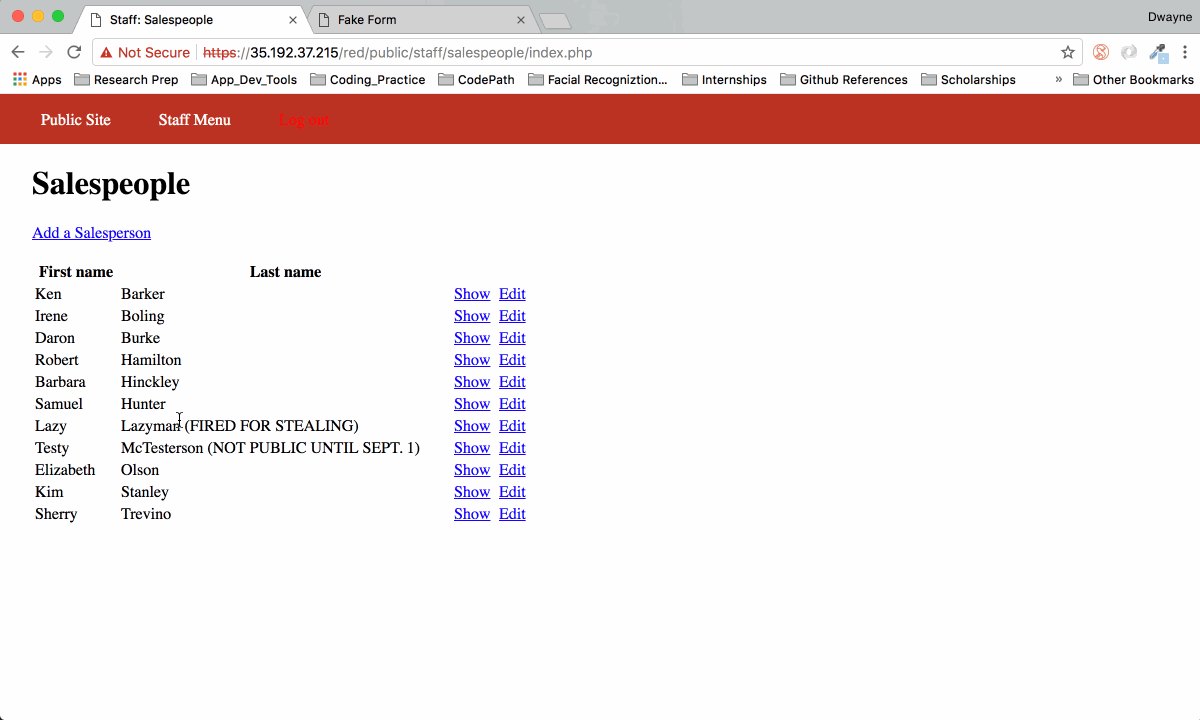 Staff: Salespeople Fake Form Dwayne
Not Secure https://35.192.37.215/red/public/staff/salespeople/index.php
Apps Research Prep App_Dev_Tools Coding_Practice CodePath Facial Recogniztion... Internships Github References Scholarships » Other Bookmarks
Public Site Staff Menu Log out
Salespeople
Add a Salesperson
First name Last name
Ken Barker Show Edit
Irene Boling Show Edit
Daron Burke Show Edit
Robert Hamilton Show Edit
Barbara Hinckley Show Edit
Samuel Hunter Show Edit
Lazy Lazyman (FIRED FOR STEALING) Show Edit
Testy McTesterson (NOT PUBLIC UNTIL SEPT. 1) Show Edit
Elizabeth Olson Show Edit
Kim Stanley Show Edit
Sherry Trevino Show Edit